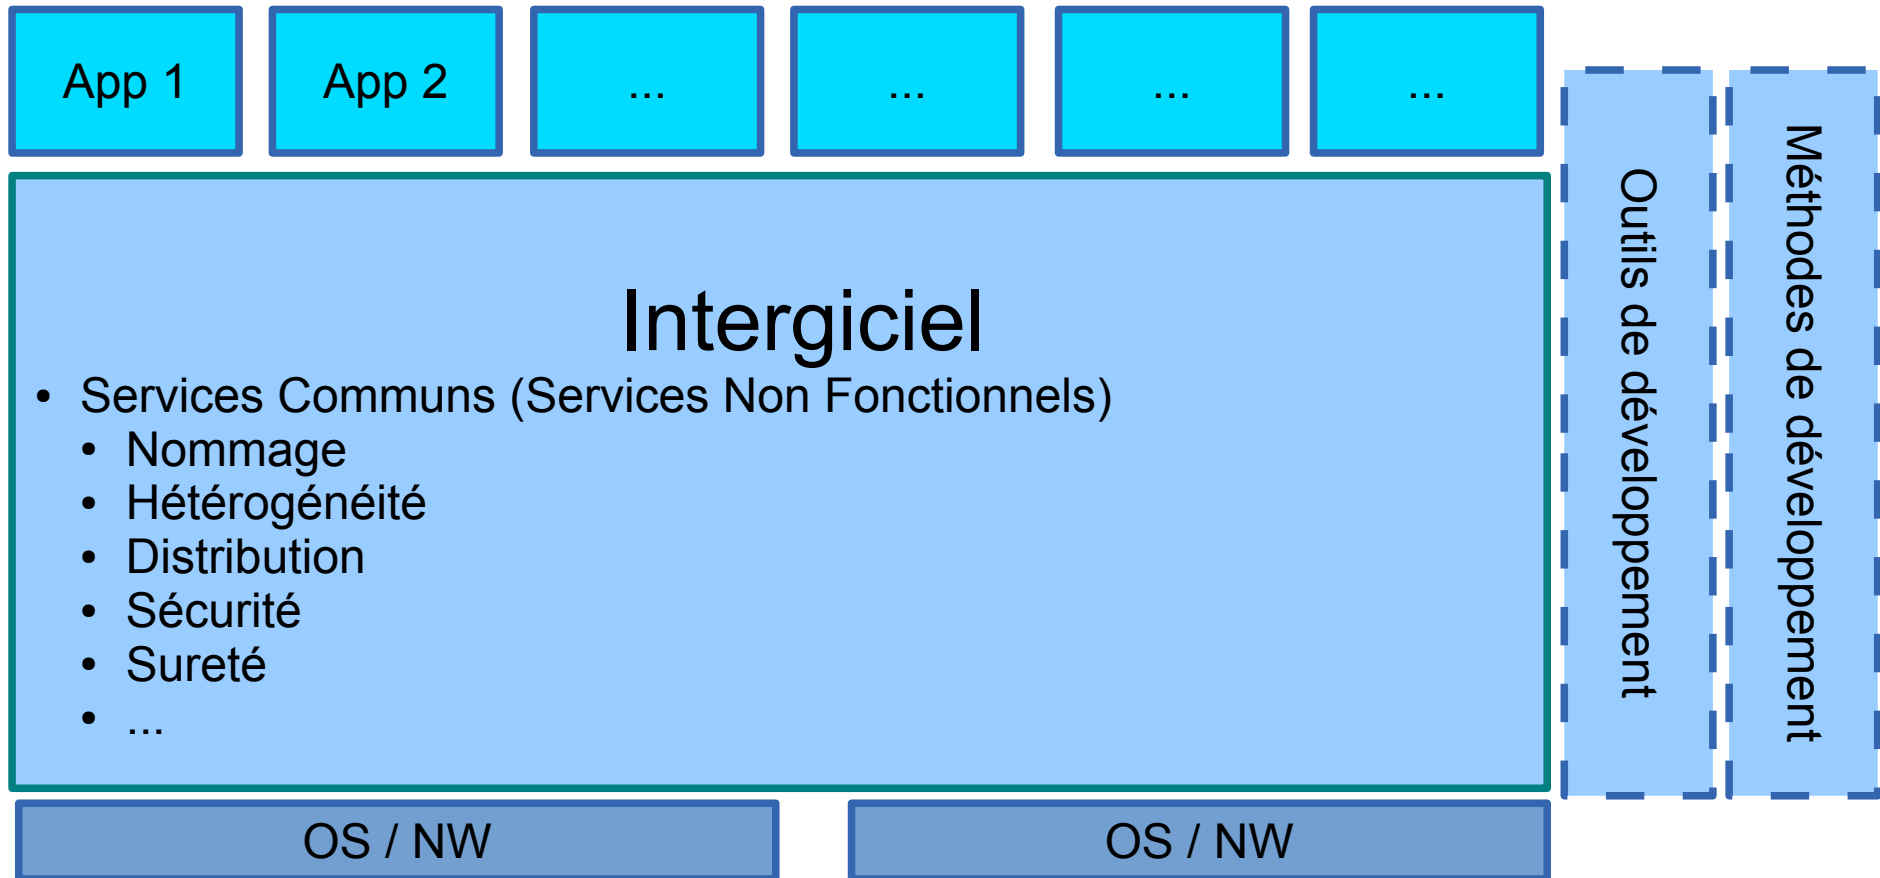 App 1
App 2
...
...
...
...
Intergiciel
• Services Communs (Services Non Fonctionnels)
• Nommage
• Hétérogénéité
• Distribution
• Sécurité
• Sureté
• ...
OS / NW
OS / NW
Outils de développement
Méthodes de développement